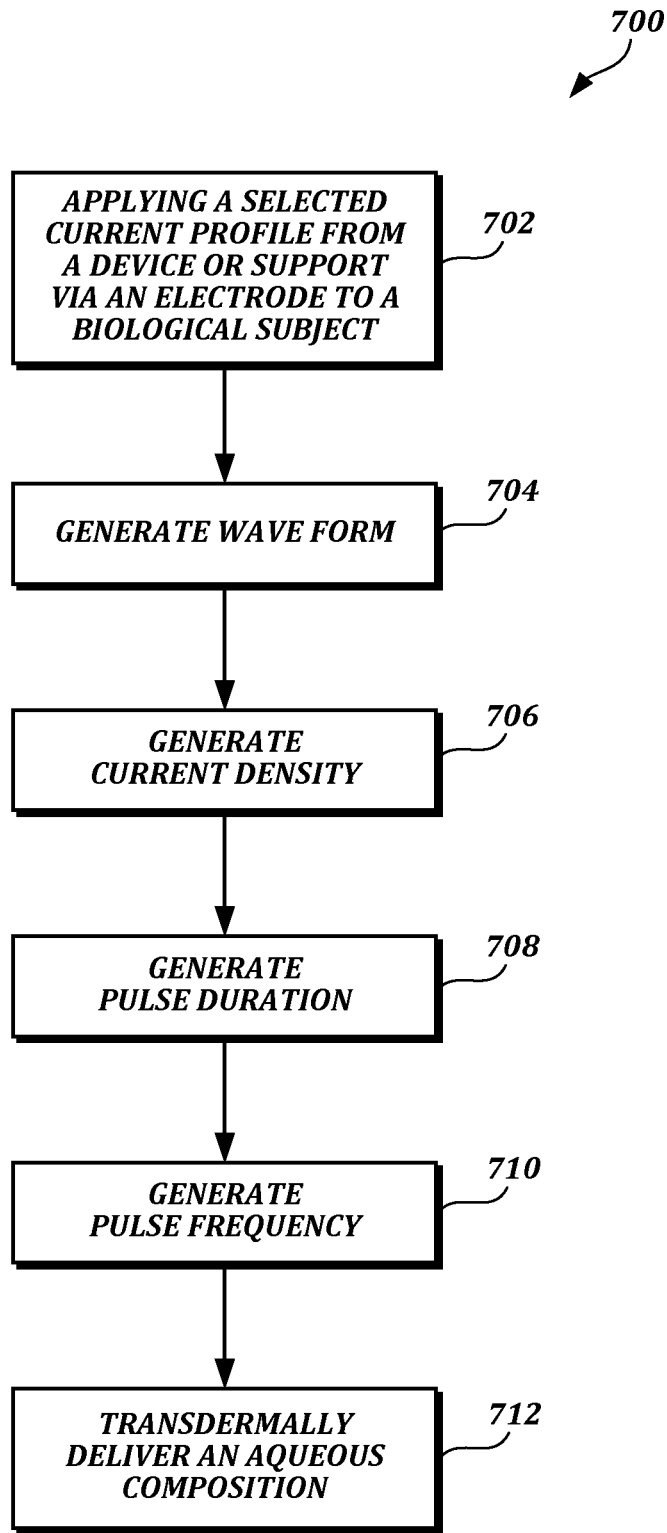 700
APPLYING A SELECTED
CURRENT PROFILE FROM
A DEVICE OR SUPPORT
VIA AN ELECTRODE TO A
BIOLOGICAL SUBJECT
702
GENERATE WAVE FORM
704
GENERATE
CURRENT DENSITY
706
GENERATE
PULSE DURATION
708
GENERATE
PULSE FREQUENCY
710
TRANSDERMALLY
DELIVER AN AQUEOUS
COMPOSITION
712